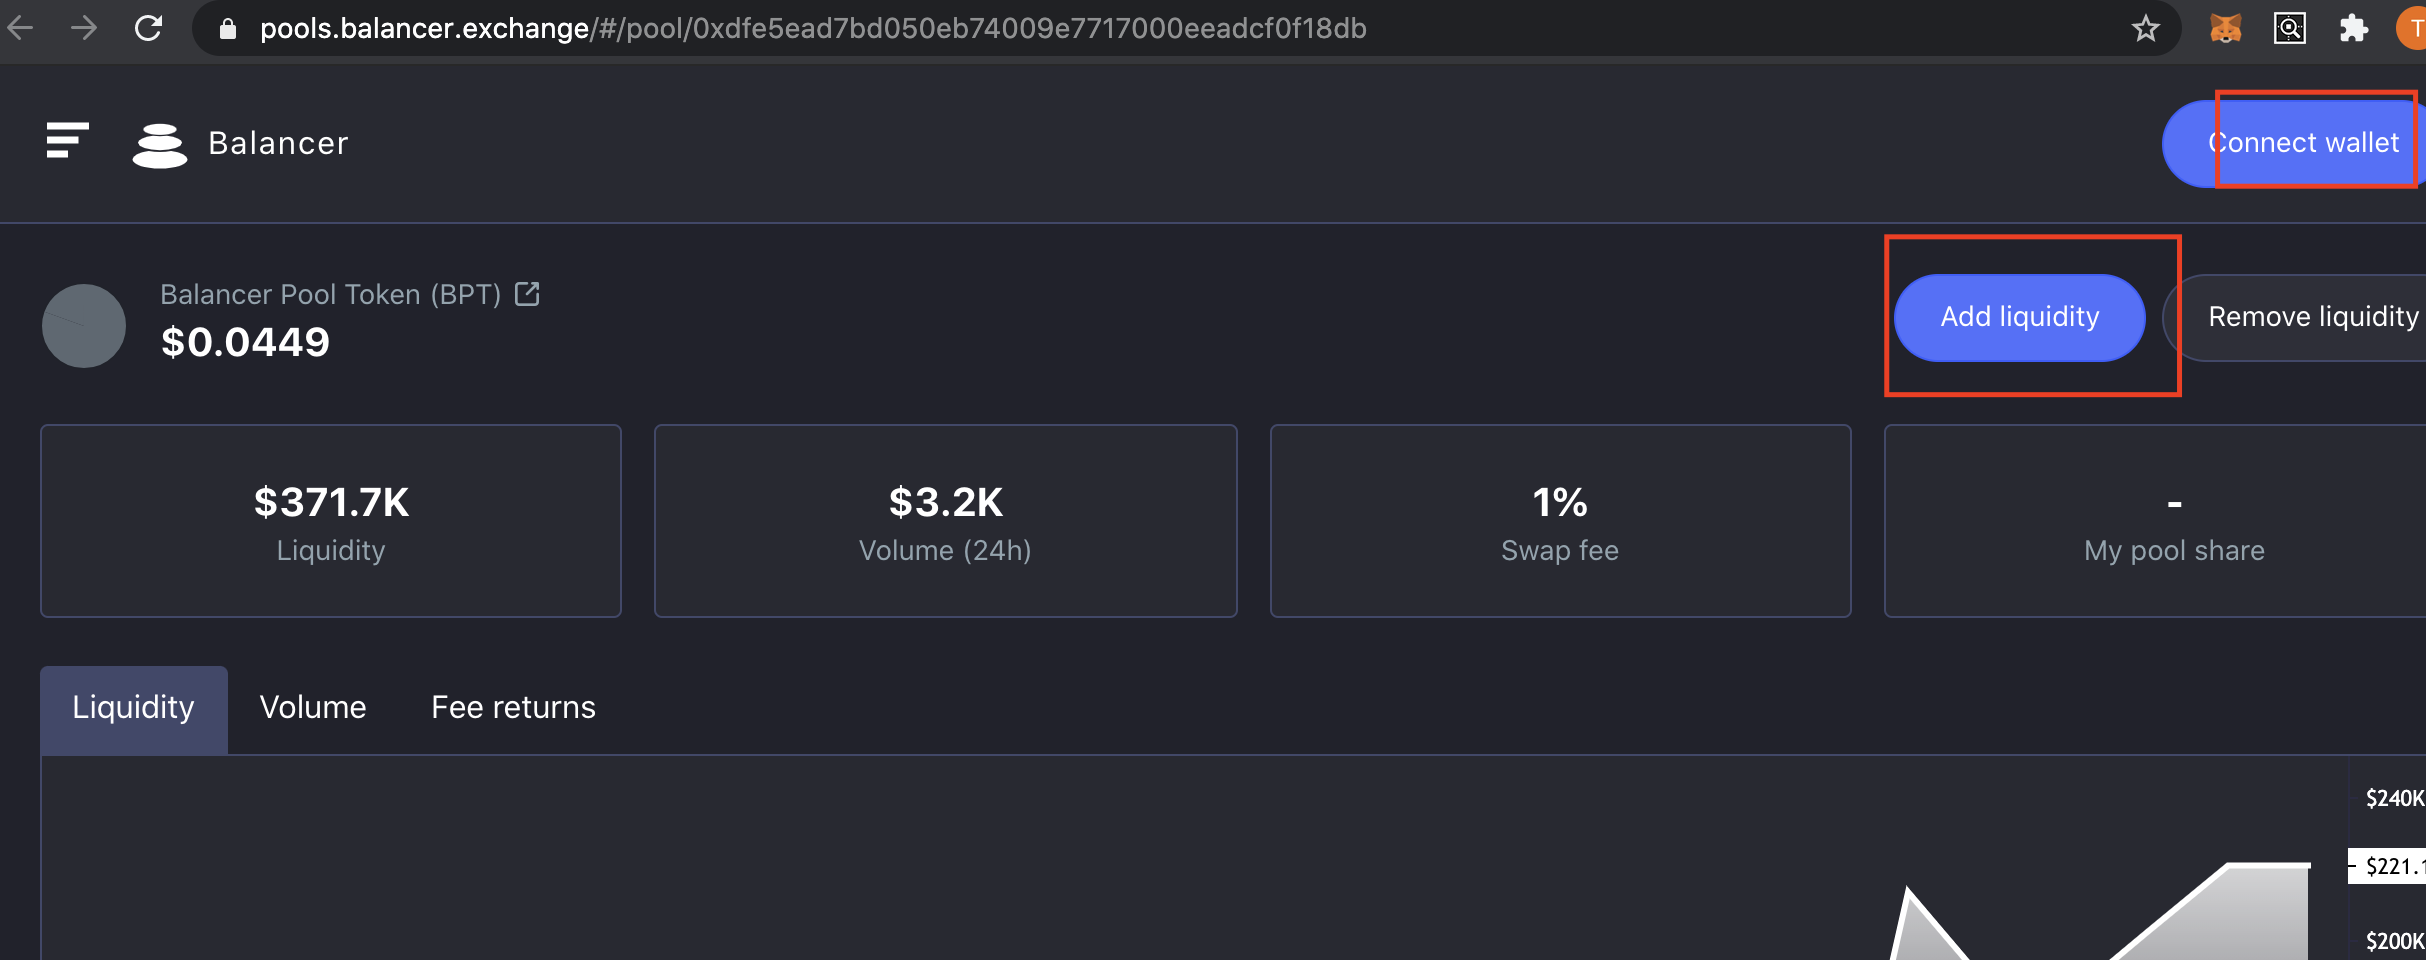 pools.balancer.exchange/#/pool/0xdfe5ead7bd050eb74009e7717000eeadcf0f18db
T
Balancer
Connect wallet
Balancer Pool Token (BPT)
$0.0449
Add liquidity
Remove liquidity
$371.7K
Liquidity
$3.2K
Volume (24h)
1%
Swap fee
-
My pool share
Liquidity
Volume
Fee returns
$240K
$221.1
$200K